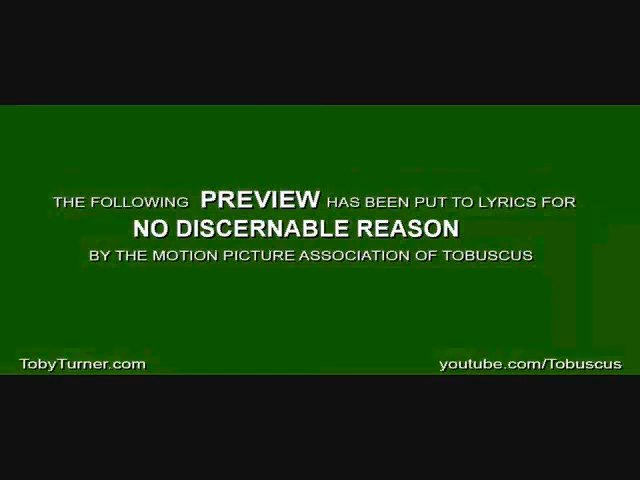 THE FOLLOWING PREVIEW HAS BEEN PUT TO LYRICS FOR
NO DISCERNABLE REASON
BY THE MOTION PICTURE ASSOCIATION OF TOBUSCUS
TobyTurner.com
youtube.com/Tobuscus